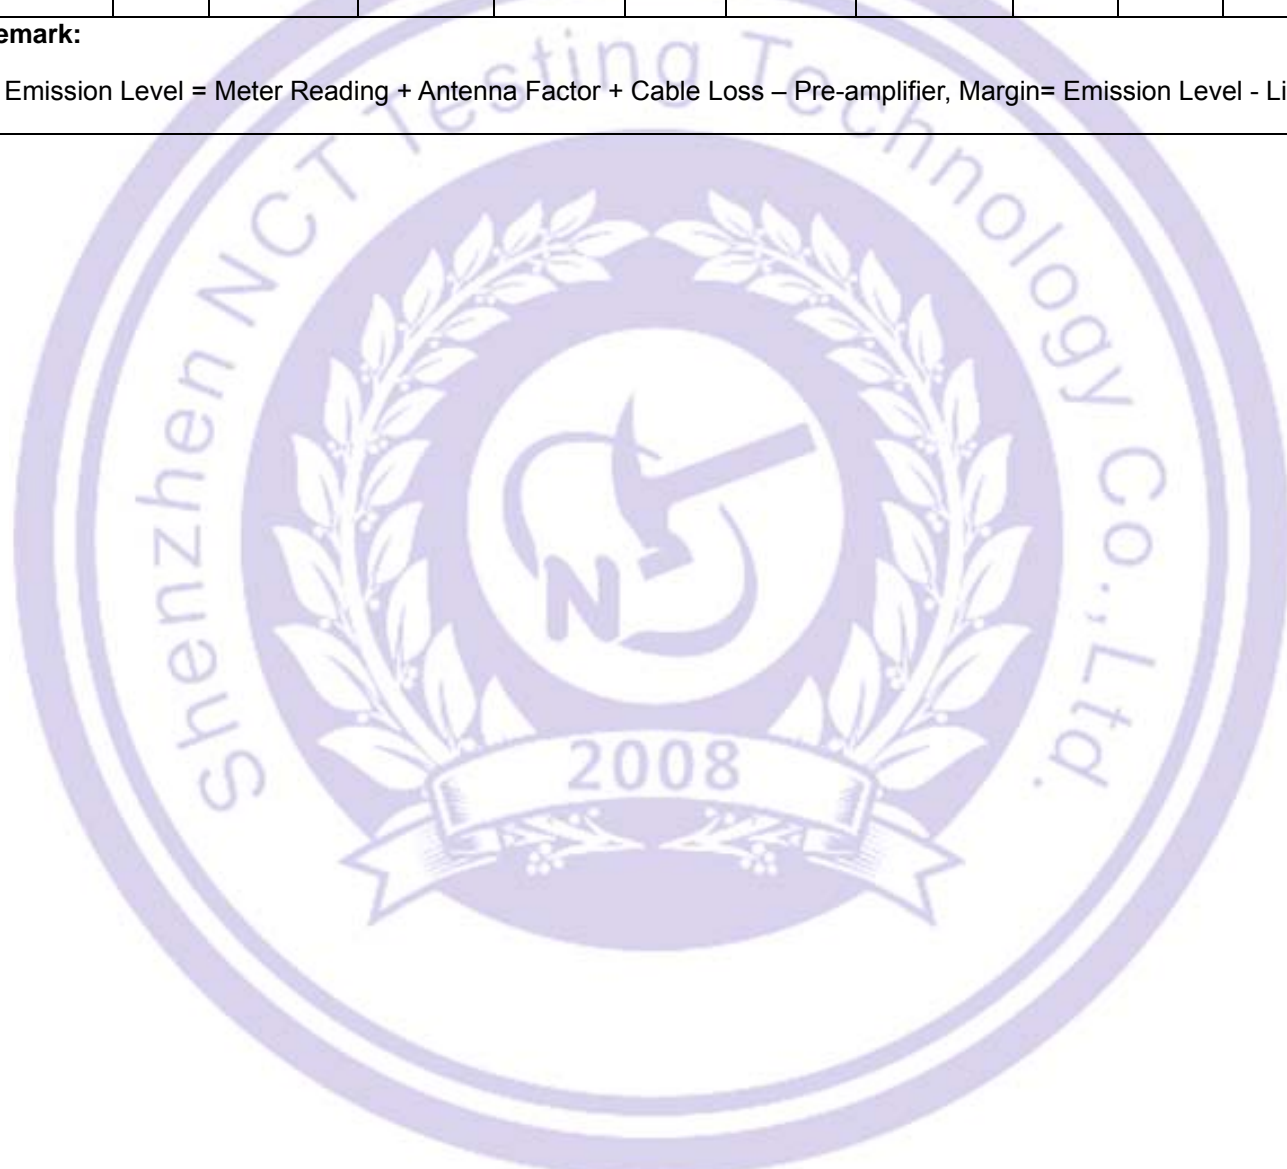 emark:
Emission Level = Meter Reading + Antenna Factor + Cable Loss – Pre-amplifier, Margin= Emission Level - Li
Shenzhen NCT Testing Technology Co.,Ltd.
N
2008